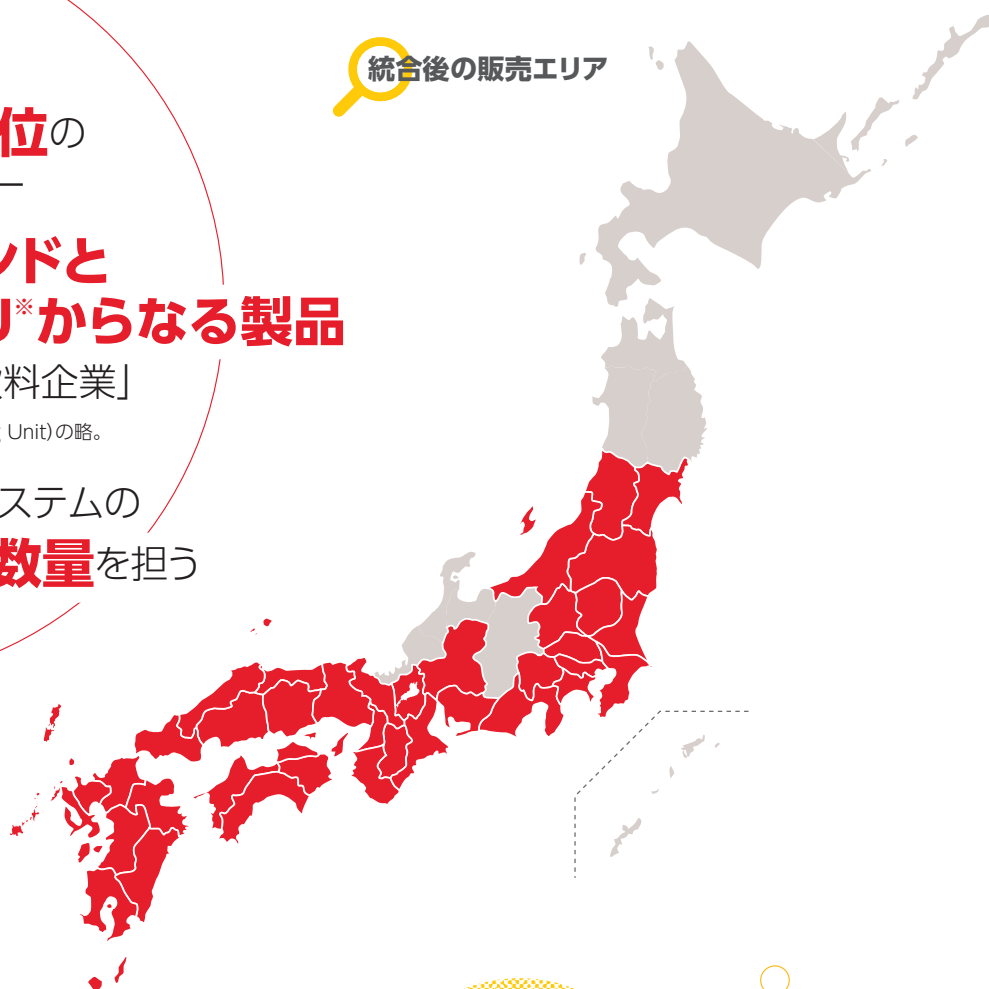 統合後の販売エリア
位の
ー
ンドと
※からなる製品
料企業」
Unit)の略。
ステムの
数量を担う